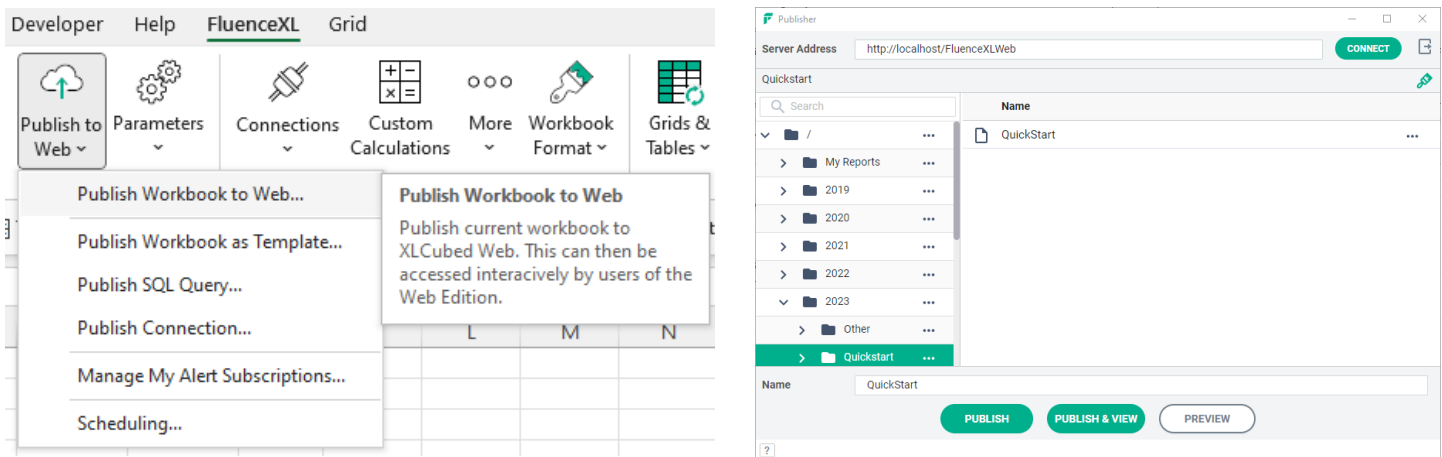 Developer Help FluenceXL Grid
Publish to Web
Parameters
Connections
Custom Calculations
More
Workbook Format
Grids & Tables
Publish Workbook to Web...
Publish Workbook as Template...
Publish SQL Query...
Publish Connection...
Manage My Alert Subscriptions...
Scheduling...
Publish Workbook to Web
Publish current workbook to
XLCubed Web. This can then be
accessed interacively by users of the
Web Edition.
L M N
Publisher
Server Address http://localhost/FluenceXLWeb CONNECT
Quickstart
Search
/
My Reports
2019
2020
2021
2022
2023
Other
Quickstart
Name
QuickStart
Name QuickStart
PUBLISH PUBLISH & VIEW PREVIEW
?